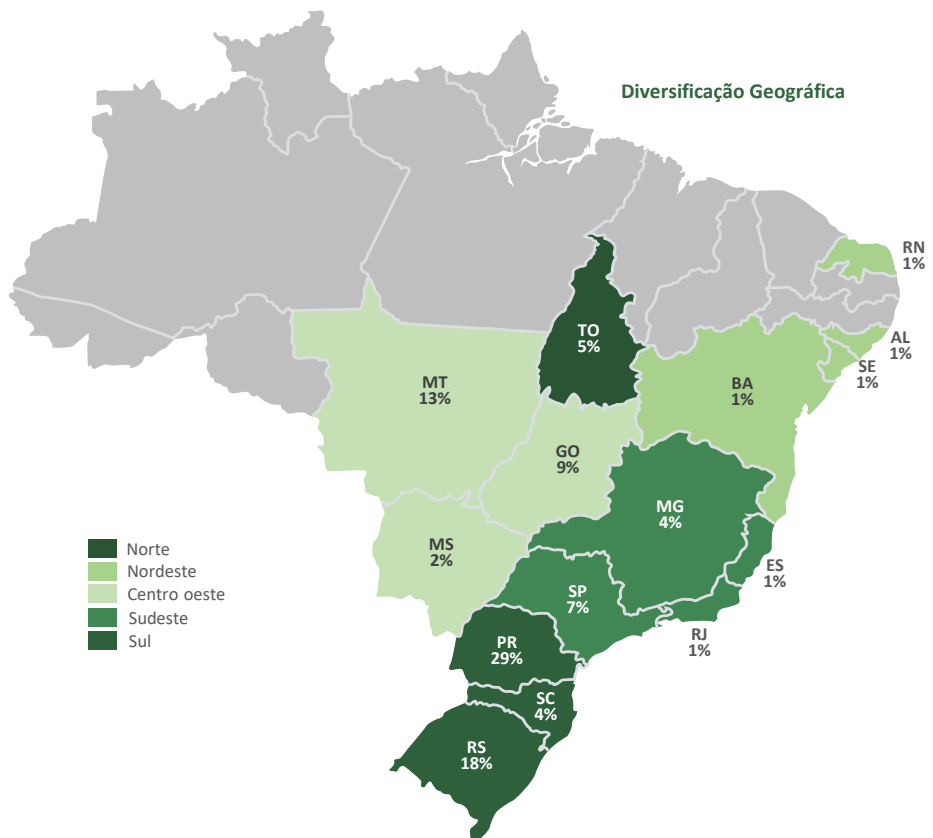 Diversificação Geográfica
RN
1%
TO
5%
AL
1%
SE
1%
MT
13%
BA
1%
GO
9%
MG
4%
MS
2%
ES
1%
SP
7%
RJ
1%
PR
29%
SC
4%
RS
18%
Norte
Nordeste
Centro oeste
Sudeste
Sul